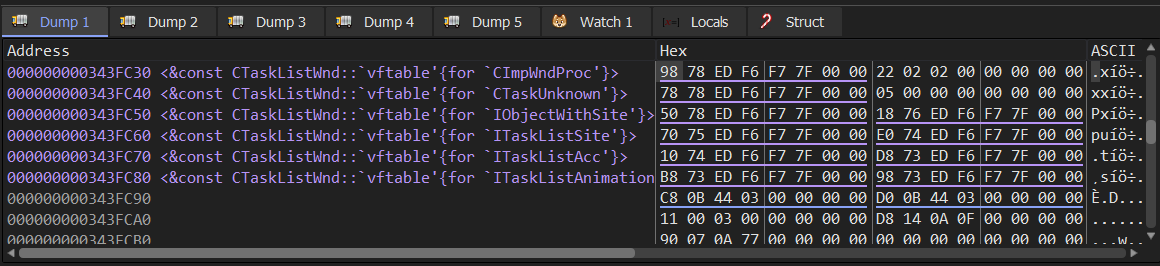 Dump 1 Dump 2 Dump 3 Dump 4 Dump 5 Watch 1 Locals Struct
Address Hex ASCII
000000000343FC30 <&const CTaskListWnd::`vftable'{for `CImpWndProc'}> 98 78 ED F6 F7 7F 00 00 22 02 02 00 00 00 00 00 .xíö÷.
000000000343FC40 <&const CTaskListWnd::`vftable'{for `CTaskUnknown'}> 78 78 ED F6 F7 7F 00 00 05 00 00 00 00 00 00 00 xxíö÷.
000000000343FC50 <&const CTaskListWnd::`vftable'{for `IObjectWithSite'}> 50 78 ED F6 F7 7F 00 00 18 76 ED F6 F7 7F 00 00 Pxíö÷.
000000000343FC60 <&const CTaskListWnd::`vftable'{for `ITaskListSite'}> 70 75 ED F6 F7 7F 00 00 E0 74 ED F6 F7 7F 00 00 puíö÷.
000000000343FC70 <&const CTaskListWnd::`vftable'{for `ITaskListAcc'}> 10 74 ED F6 F7 7F 00 00 D8 73 ED F6 F7 7F 00 00 .tíö÷.
000000000343FC80 <&const CTaskListWnd::`vftable'{for `ITaskListAnimation B8 73 ED F6 F7 7F 00 00 98 73 ED F6 F7 7F 00 00 ¸síö÷.
000000000343FC90 C8 0B 44 03 00 00 00 00 D0 0B 44 03 00 00 00 00 È.D...
000000000343FCA0 11 00 03 00 00 00 00 00 D8 14 0A 0F 00 00 00 00 ......
000000000343FCB0 90 07 0A 77 00 00 00 00 00 00 00 00 00 00 00 00 ...w..